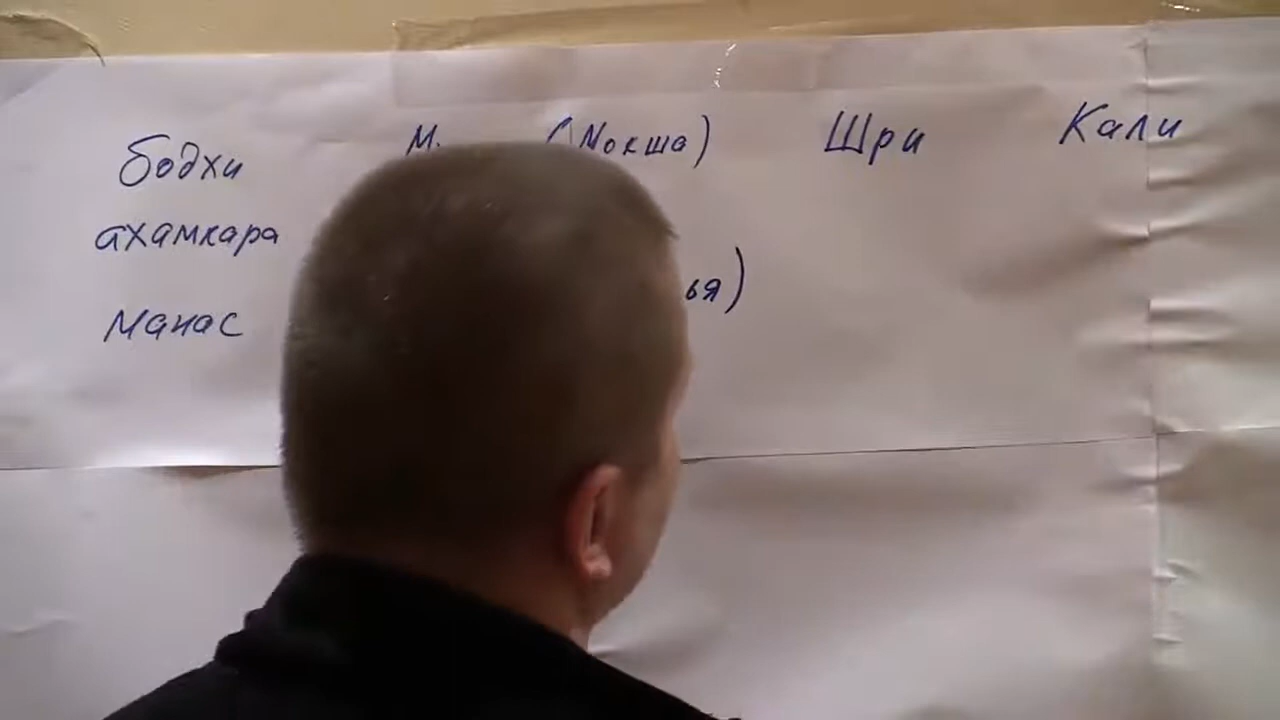 бодхи (Мокша) Шри Кали
ахамкара
манас